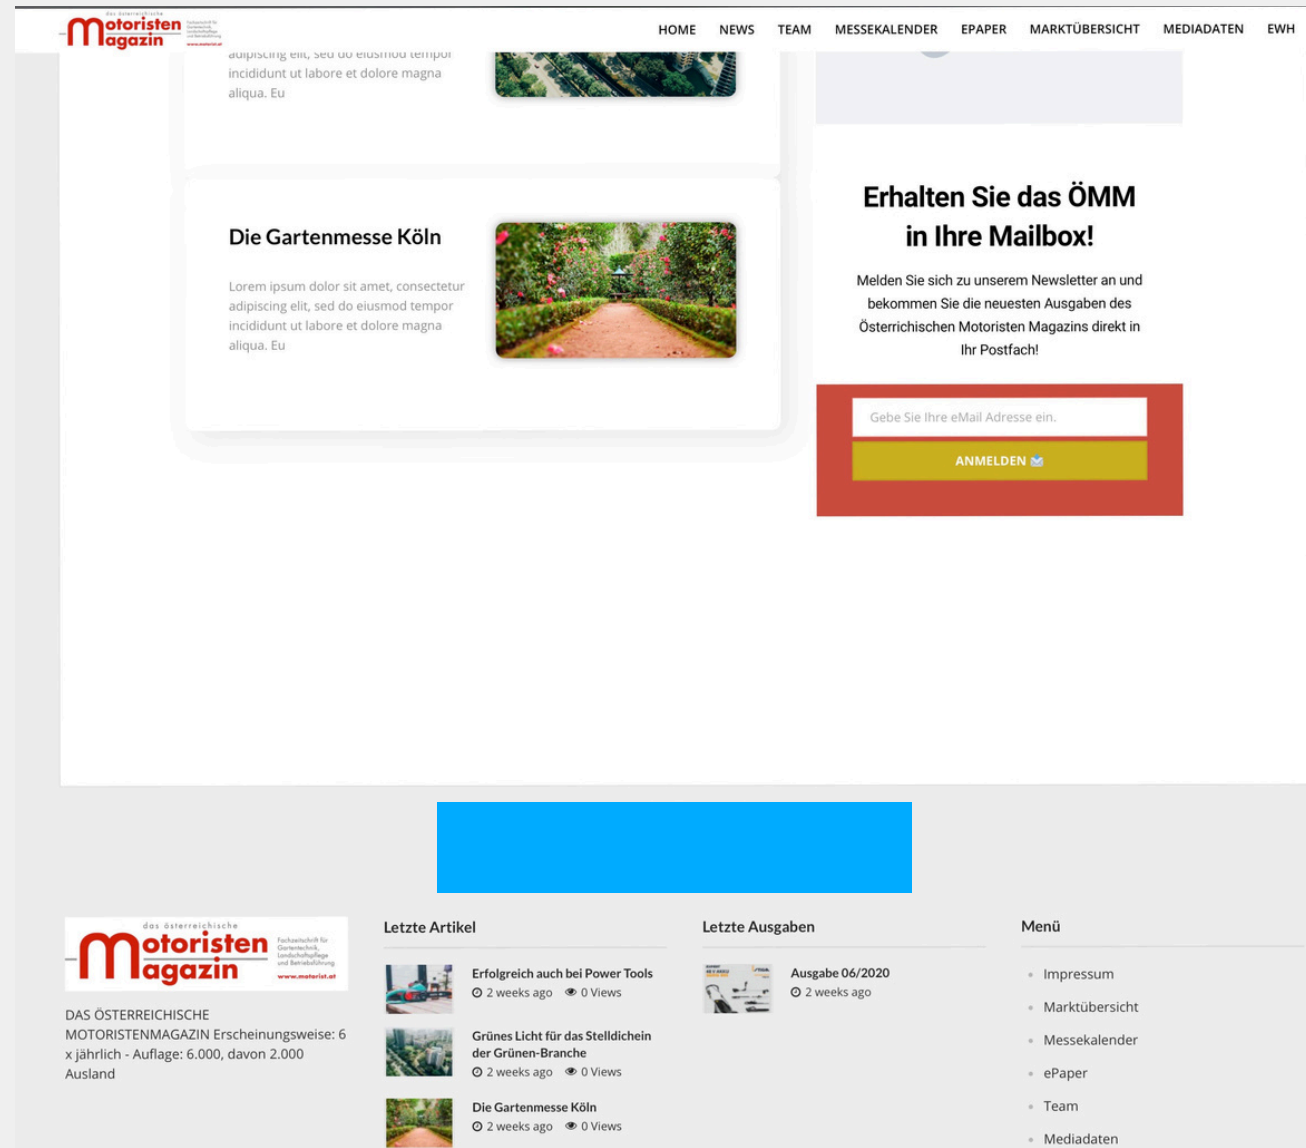 das österreichische
Motoristen
Magazin
HOME NEWS TEAM MESSEKALENDER EPAPER MARKTÜBERSICHT MEDIADATEN EWH
adipiscing elit, sed do eiusmod tempor
incididunt ut labore et dolore magna
aliqua. Eu
Die Gartenmesse Köln
Lorem ipsum dolor sit amet, consectetur
adipiscing elit, sed do eiusmod tempor
incididunt ut labore et dolore magna
aliqua. Eu
Erhalten Sie das ÖMM
in Ihre Mailbox!
Melden Sie sich zu unserem Newsletter an und
bekommen Sie die neuesten Ausgaben des
Österrichischen Motoristen Magazins direkt in
Ihr Postfach!
Gebe Sie Ihre eMail Adresse ein.
ANMELDEN
das österreichische
Motoristen
Magazin
Fachzeitschrift für
Gartentechnik,
Landschaftspflege
und Betriebsführung
www.motorist.at
DAS ÖSTERREICHISCHE
MOTORISTENMAGAZIN Erscheinungsweise: 6
x jährlich - Auflage: 6.000, davon 2.000
Ausland
Letzte Artikel
Erfolgreich auch bei Power Tools
2 weeks ago 0 Views
Grünes Licht für das Stelldichein
der Grünen-Branche
2 weeks ago 0 Views
Die Gartenmesse Köln
2 weeks ago 0 Views
Letzte Ausgaben
Ausgabe 06/2020
2 weeks ago
Menü
Impressum
Marktübersicht
Messekalender
ePaper
Team
Mediadaten